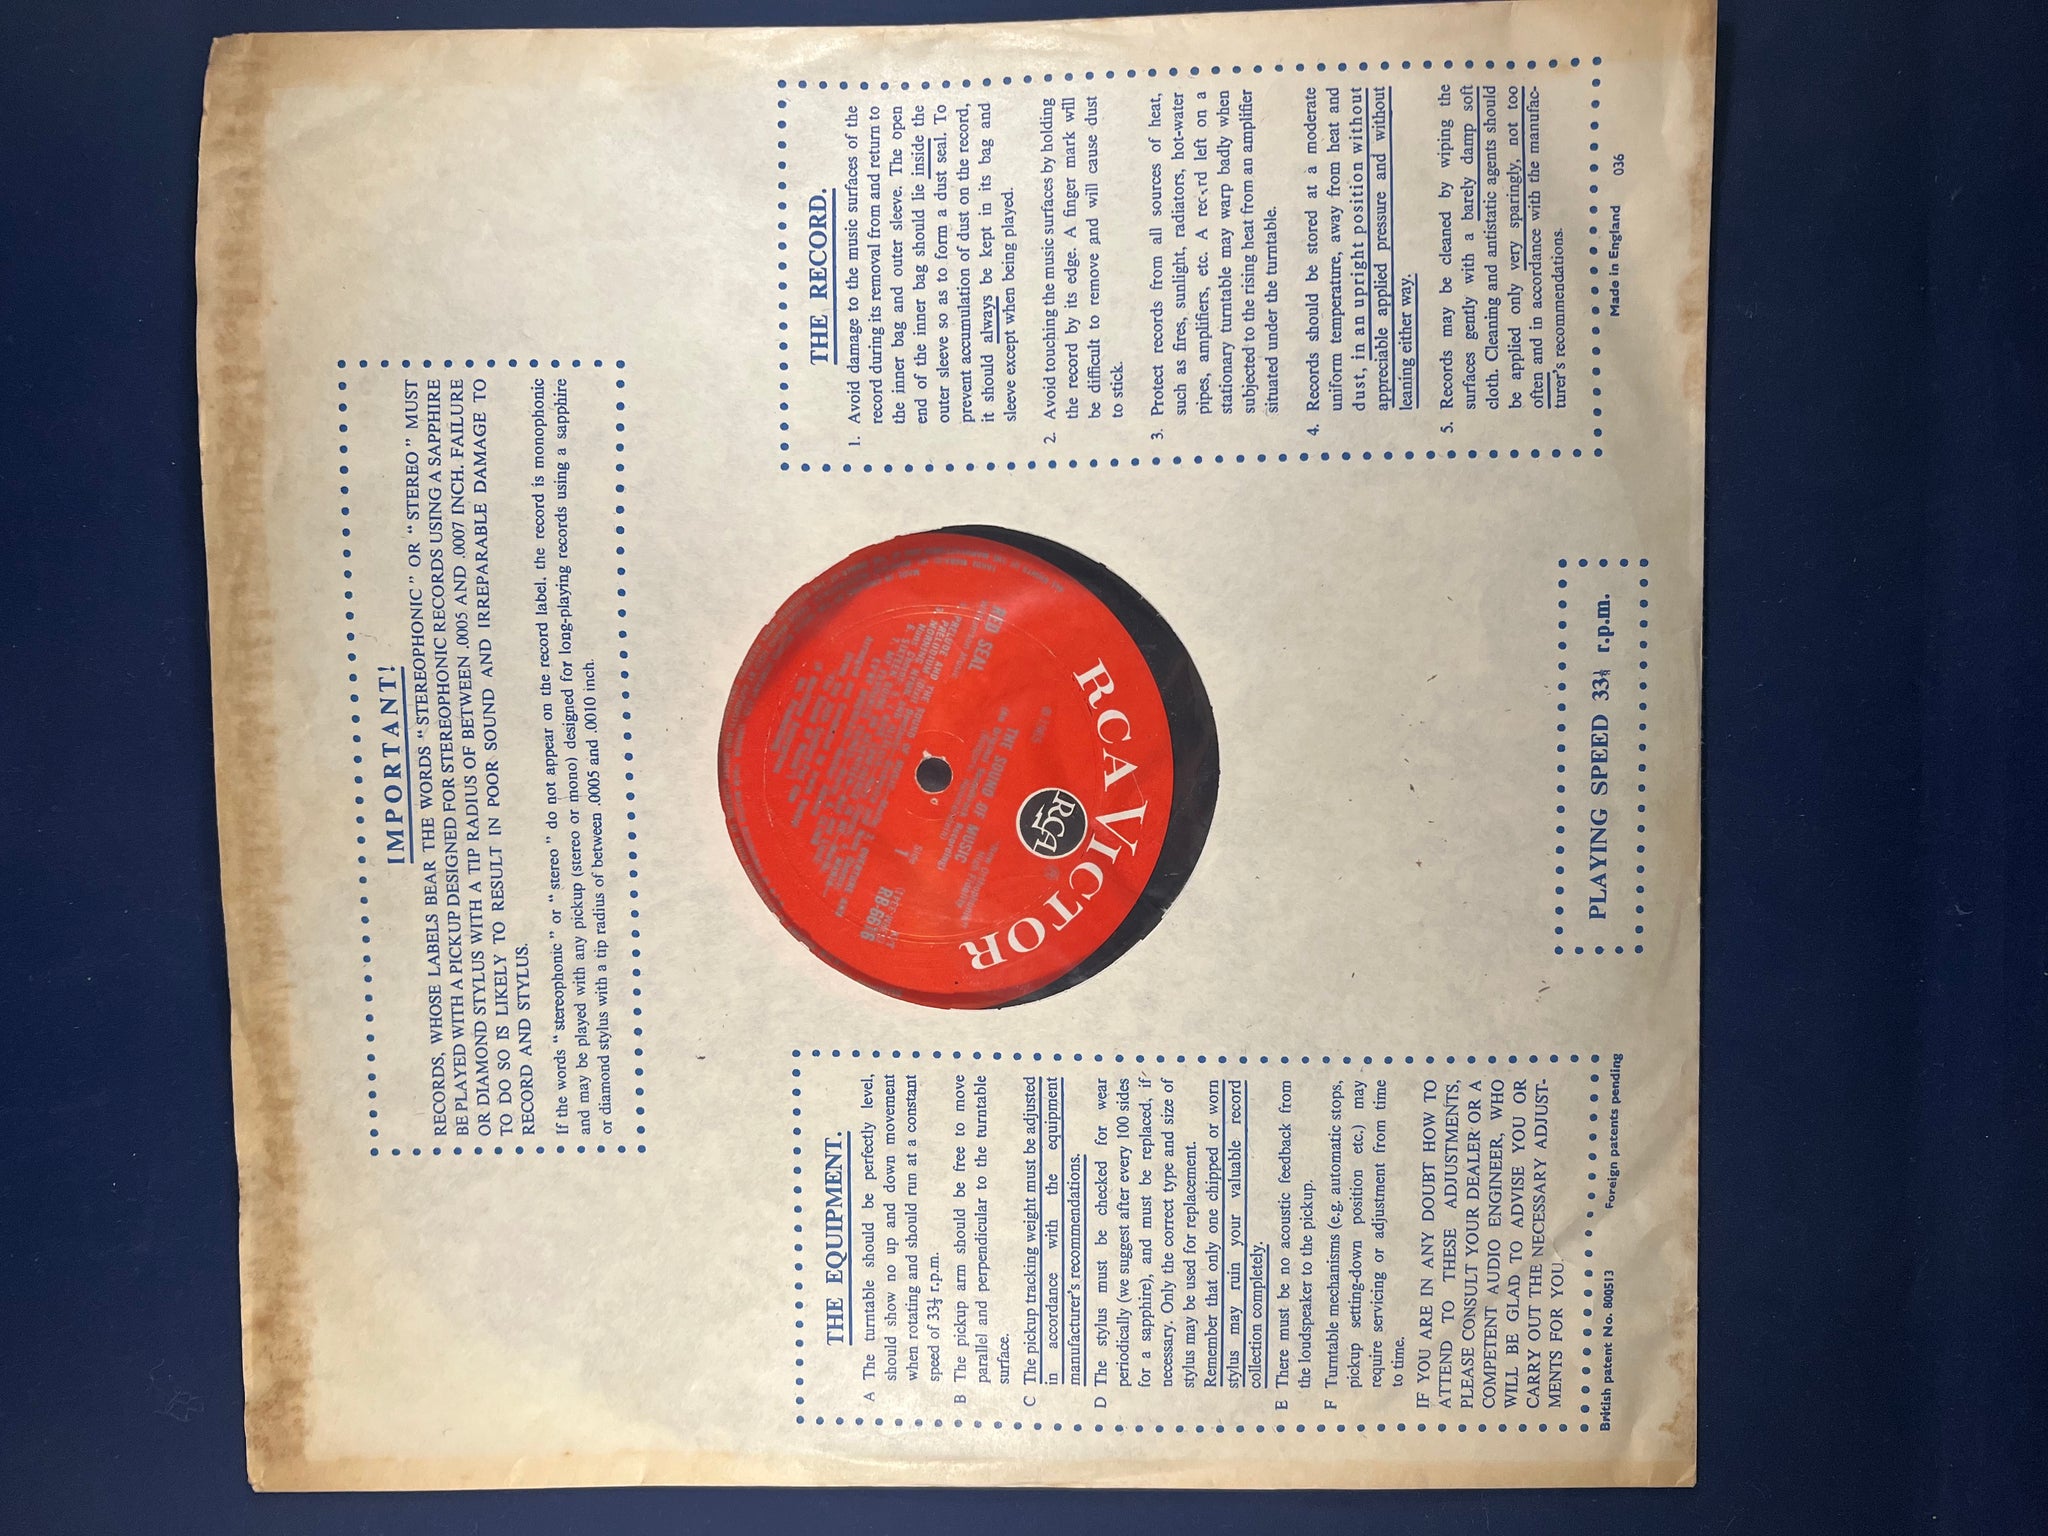 IMPORTANT!
RECORDS, WHOSE LABELS BEAR THE WORDS “ STEREOPHONIC ” OR “ STEREO ” MUST
BE PLAYED WITH A PICKUP DESIGNED FOR STEREOPHONIC RECORDS USING A SAPPHIRE
OR DIAMOND STYLUS WITH A TIP RADIUS OF BETWEEN .0005 AND .0007 INCH. FAILURE
TO DO SO IS LIKELY TO RESULT IN POOR SOUND AND IRREPARABLE DAMAGE TO
RECORD AND STYLUS.
If the words “ stereophonic ” or “ stereo ” do not appear on the record label, the record is monophonic
and may be played with any pickup (stereo or mono) designed for long-playing records using a sapphire
or diamond stylus with a tip radius of between .0005 and .0010 inch.
THE EQUIPMENT.
A The turntable should be perfectly level,
should show no up and down movement
when rotating and should run at a constant
speed of 33⅓ r.p.m.
B The pickup arm should be free to move
parallel and perpendicular to the turntable
surface.
C The pickup tracking weight must be adjusted
in accordance with the equipment
manufacturer's recommendations.
D The stylus must be checked for wear
periodically (we suggest after every 100 sides
for a sapphire), and must be replaced, if
necessary. Only the correct type and size of
stylus may be used for replacement.
Remember that only one chipped or worn
stylus may ruin your valuable record
collection completely.
E There must be no acoustic feedback from
the loudspeaker to the pickup.
F Turntable mechanisms (e.g. automatic stops,
pickup setting-down position etc.) may
require servicing or adjustment from time
to time.
IF YOU ARE IN ANY DOUBT HOW TO
ATTEND TO THESE ADJUSTMENTS,
PLEASE CONSULT YOUR DEALER OR A
COMPETENT AUDIO ENGINEER, WHO
WILL BE GLAD TO ADVISE YOU OR
CARRY OUT THE NECESSARY ADJUST-
MENTS FOR YOU.
British patent No. 800513 Foreign patents pending
RCA VICTOR
RCA
RED SEAL
THE SOUND OF MUSIC
Side
1
RB-6616
PLAYING SPEED 33⅓ r.p.m.
THE RECORD.
1. Avoid damage to the music surfaces of the
record during its removal from and return to
the inner bag and outer sleeve. The open
end of the inner bag should lie inside the
outer sleeve so as to form a dust seal. To
prevent accumulation of dust on the record,
it should always be kept in its bag and
sleeve except when being played.
2. Avoid touching the music surfaces by holding
the record by its edge. A finger mark will
be difficult to remove and will cause dust
to stick.
3. Protect records from all sources of heat,
such as fires, sunlight, radiators, hot-water
pipes, amplifiers, etc. A record left on a
stationary turntable may warp badly when
subjected to the rising heat from an amplifier
situated under the turntable.
4. Records should be stored at a moderate
uniform temperature, away from heat and
dust, in an upright position without
appreciable applied pressure and without
leaning either way.
5. Records may be cleaned by wiping the
surfaces gently with a barely damp soft
cloth. Cleaning and antistatic agents should
be applied only very sparingly, not too
often and in accordance with the manufac-
turer's recommendations.
Made in England 036